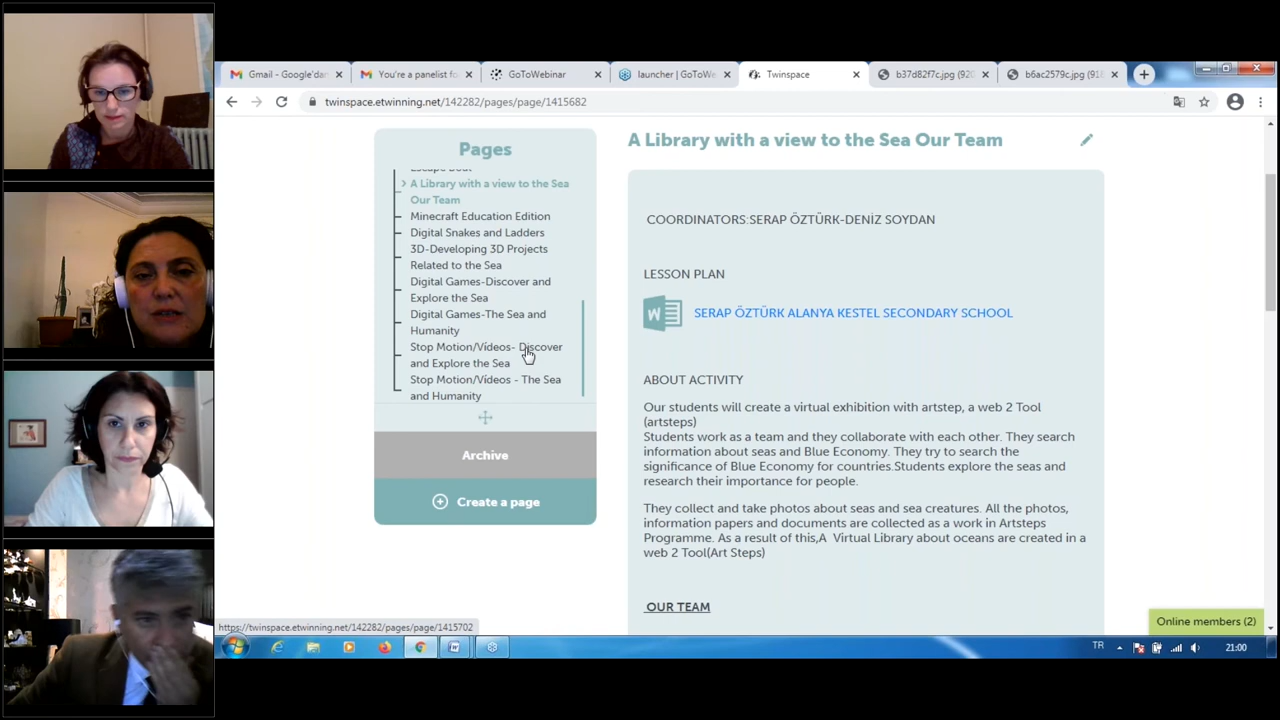 Gmail - Google'dan
You're a panelist fo
GoToWebinar
launcher | GoToWe
Twinspace
b37d82f7c.jpg (920
b6ac2579c.jpg (918
twinspace.etwinning.net/142282/pages/page/1415682
Pages
Escape Boat
A Library with a view to the Sea
Our Team
Minecraft Education Edition
Digital Snakes and Ladders
3D-Developing 3D Projects
Related to the Sea
Digital Games-Discover and
Explore the Sea
Digital Games-The Sea and
Humanity
Stop Motion/Vídeos- Discover
and Explore the Sea
Stop Motion/Vídeos - The Sea
and Humanity
Archive
Create a page
A Library with a view to the Sea Our Team
COORDINATORS:SERAP ÖZTÜRK-DENİZ SOYDAN
LESSON PLAN
W
SERAP ÖZTÜRK ALANYA KESTEL SECONDARY SCHOOL
ABOUT ACTIVITY
Our students will create a virtual exhibition with artstep, a web 2 Tool
(artsteps)
Students work as a team and they collaborate with each other. They search
information about seas and Blue Economy. They try to search the
significance of Blue Economy for countries.Students explore the seas and
research their importance for people.
They collect and take photos about seas and sea creatures. All the photos,
information papers and documents are collected as a work in Artsteps
Programme. As a result of this,A  Virtual Library about oceans are created in a
web 2 Tool(Art Steps)
OUR TEAM
Online members (2)
https://twinspace.etwinning.net/142282/pages/page/1415702
TR
21:00